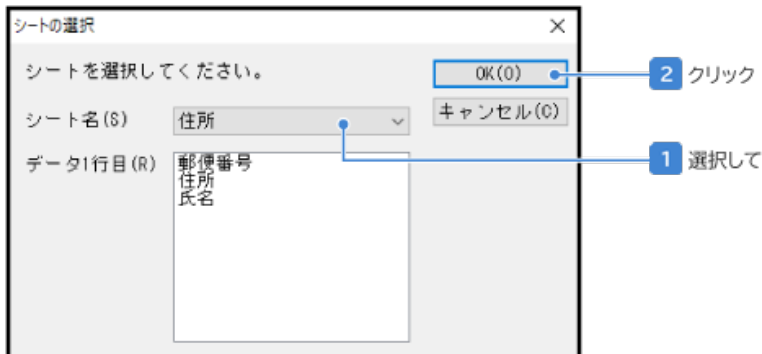 シートの選択
シートを選択してください。
OK(O)
2 クリック
シート名(S)
住所
キャンセル(C)
1 選択して
データ1行目(R)
郵便番号
住所
氏名